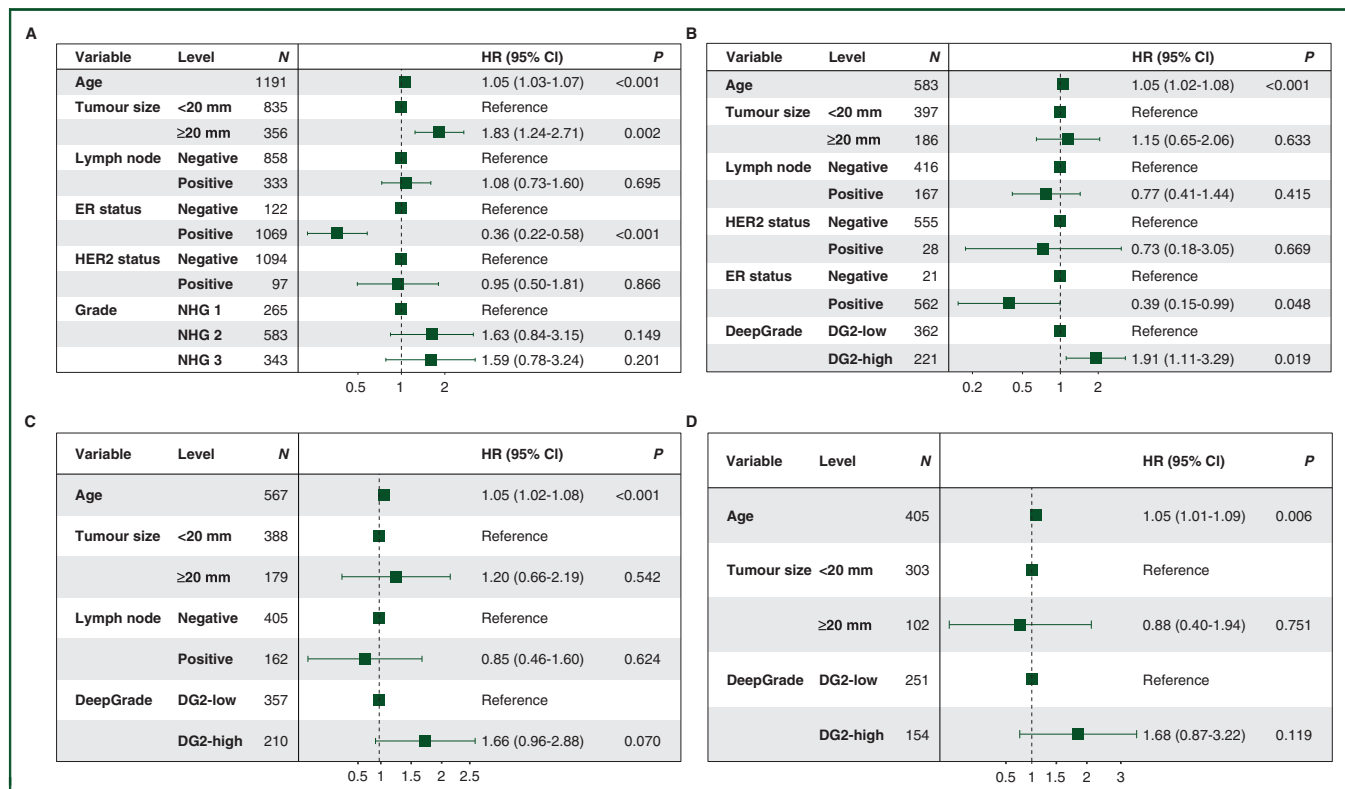 A
Variable Level N HR (95% CI) P
Age 1191 1.05 (1.03-1.07) <0.001
Tumour size <20 mm 835 Reference
≥20 mm 356 1.83 (1.24-2.71) 0.002
Lymph node Negative 858 Reference
Positive 333 1.08 (0.73-1.60) 0.695
ER status Negative 122 Reference
Positive 1069 0.36 (0.22-0.58) <0.001
HER2 status Negative 1094 Reference
Positive 97 0.95 (0.50-1.81) 0.866
Grade NHG 1 265 Reference
NHG 2 583 1.63 (0.84-3.15) 0.149
NHG 3 343 1.59 (0.78-3.24) 0.201
0.5 1 2
B
Variable Level N HR (95% CI) P
Age 583 1.05 (1.02-1.08) <0.001
Tumour size <20 mm 397 Reference
≥20 mm 186 1.15 (0.65-2.06) 0.633
Lymph node Negative 416 Reference
Positive 167 0.77 (0.41-1.44) 0.415
HER2 status Negative 555 Reference
Positive 28 0.73 (0.18-3.05) 0.669
ER status Negative 21 Reference
Positive 562 0.39 (0.15-0.99) 0.048
DeepGrade DG2-low 362 Reference
DG2-high 221 1.91 (1.11-3.29) 0.019
0.2 0.5 1 2
C
Variable Level N HR (95% CI) P
Age 567 1.05 (1.02-1.08) <0.001
Tumour size <20 mm 388 Reference
≥20 mm 179 1.20 (0.66-2.19) 0.542
Lymph node Negative 405 Reference
Positive 162 0.85 (0.46-1.60) 0.624
DeepGrade DG2-low 357 Reference
DG2-high 210 1.66 (0.96-2.88) 0.070
0.5 1 1.5 2 2.5
D
Variable Level N HR (95% CI) P
Age 405 1.05 (1.01-1.09) 0.006
Tumour size <20 mm 303 Reference
≥20 mm 102 0.88 (0.40-1.94) 0.751
DeepGrade DG2-low 251 Reference
DG2-high 154 1.68 (0.87-3.22) 0.119
0.5 1 1.5 2 3